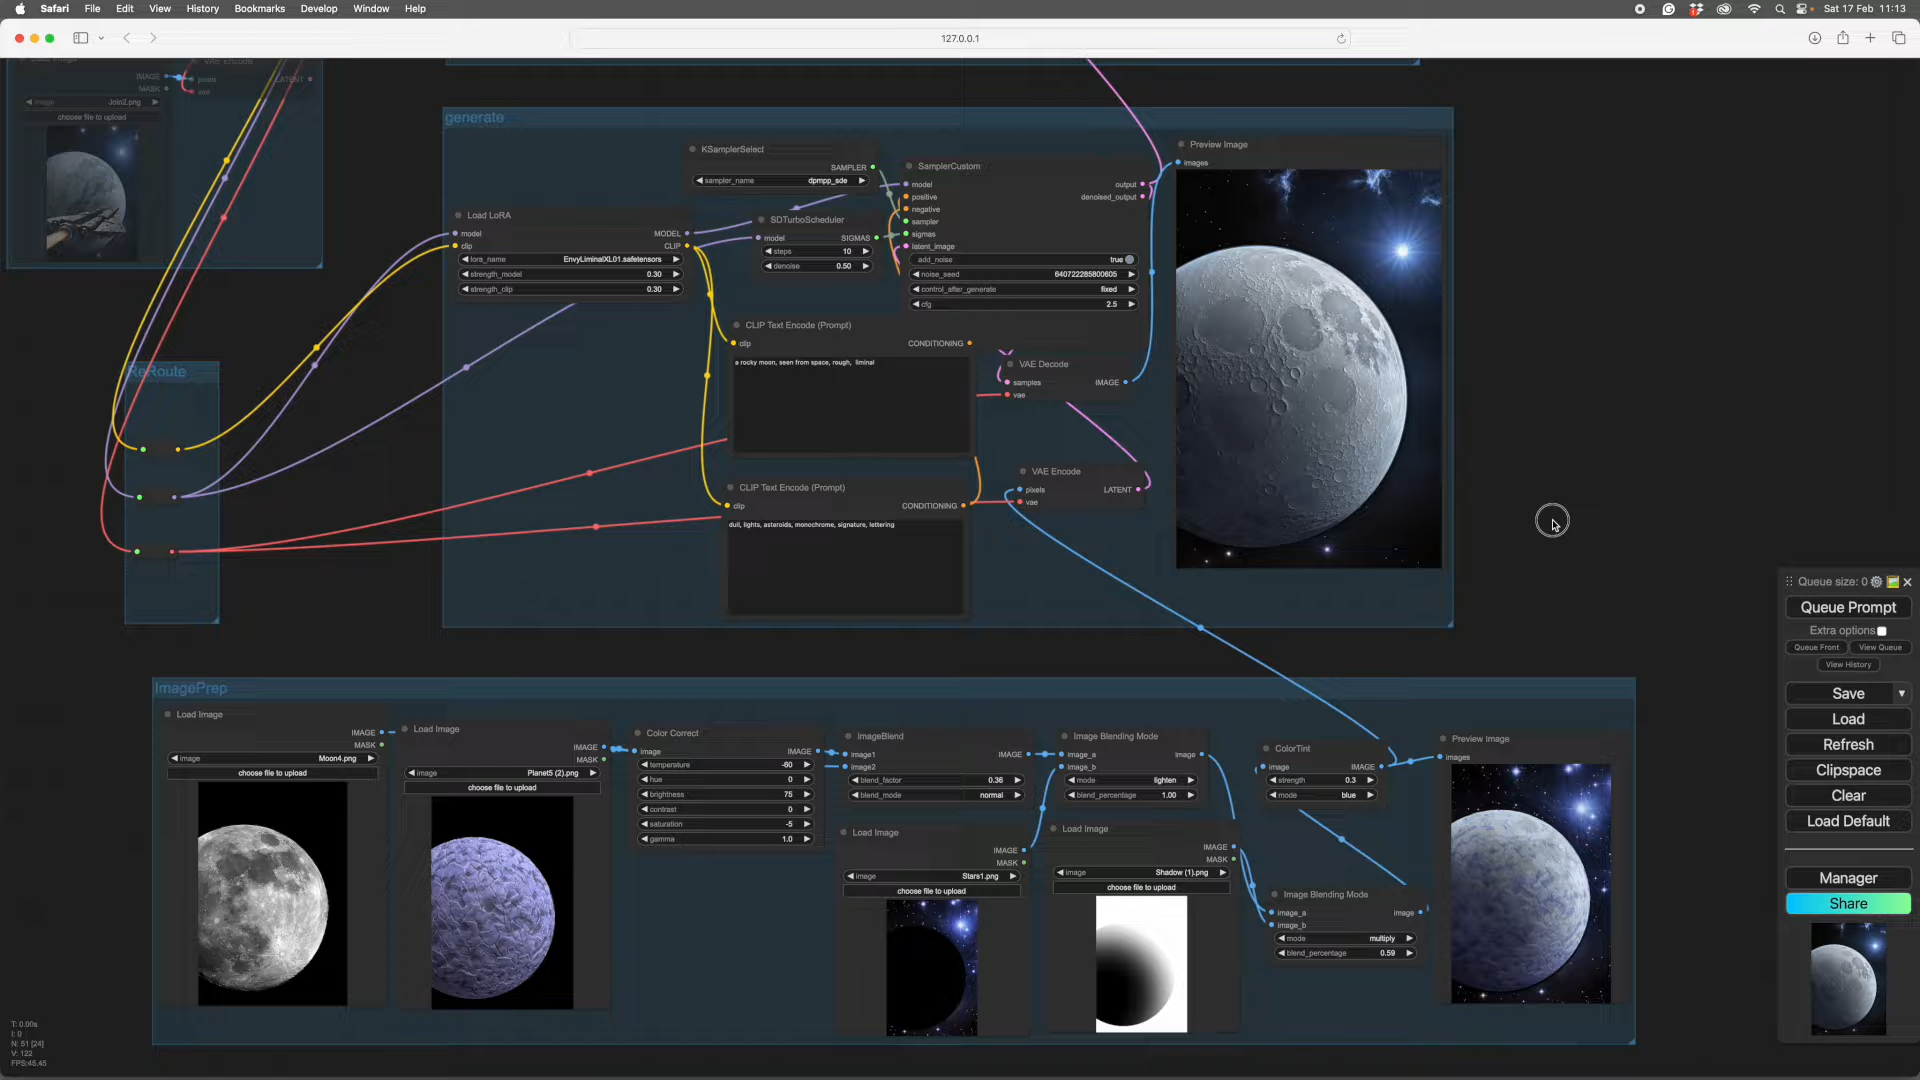 Safari File Edit View History Bookmarks Develop Window Help
Sat 17 Feb 11:13
127.0.0.1
VAE Encode
IMAGE
MASK
pixels
vae
LATENT
image Join2.png
choose file to upload
generate
KSamplerSelect
SAMPLER
sampler_name dpmpp_sde
SDTurboScheduler
model SIGMAS
steps 10
denoise 0.50
Load LoRA
model MODEL
clip CLIP
lora_name EnvyLiminalXL01.safetensors
strength_model 0.30
strength_clip 0.30
SamplerCustom
model output
positive denoised_output
negative
sampler
sigmas
latent_image
add_noise true
noise_seed 640722285800605
control_after_generate fixed
cfg 2.5
Preview Image
images
CLIP Text Encode (Prompt)
clip CONDITIONING
a rocky moon, seen from space, rough, liminal
VAE Decode
samples IMAGE
vae
CLIP Text Encode (Prompt)
clip CONDITIONING
dull, lights, asteroids, monochrome, signature, lettering
VAE Encode
pixels LATENT
vae
ReRoute
ImagePrep
Load Image
IMAGE
MASK
image Moon4.png
choose file to upload
Load Image
IMAGE
MASK
image Planet5 (2).png
choose file to upload
Color Correct
image IMAGE
temperature -60
hue 0
brightness 75
contrast 0
saturation -5
gamma 1.0
ImageBlend
image1 IMAGE
image2
blend_factor 0.36
blend_mode normal
Load Image
IMAGE
MASK
image Stars1.png
choose file to upload
Image Blending Mode
image_a image
image_b
mode lighten
blend_percentage 1.00
Load Image
IMAGE
MASK
image Shadow (1).png
choose file to upload
ColorTint
image IMAGE
strength 0.3
mode blue
Image Blending Mode
image_a image
image_b
mode multiply
blend_percentage 0.59
Preview Image
images
Queue size: 0
Queue Prompt
Extra options
Queue Front View Queue
View History
Save
Load
Refresh
Clipspace
Clear
Load Default
Manager
Share
T: 0.00s
I: 0
N: 51 [24]
V: 122
FPS:45.45